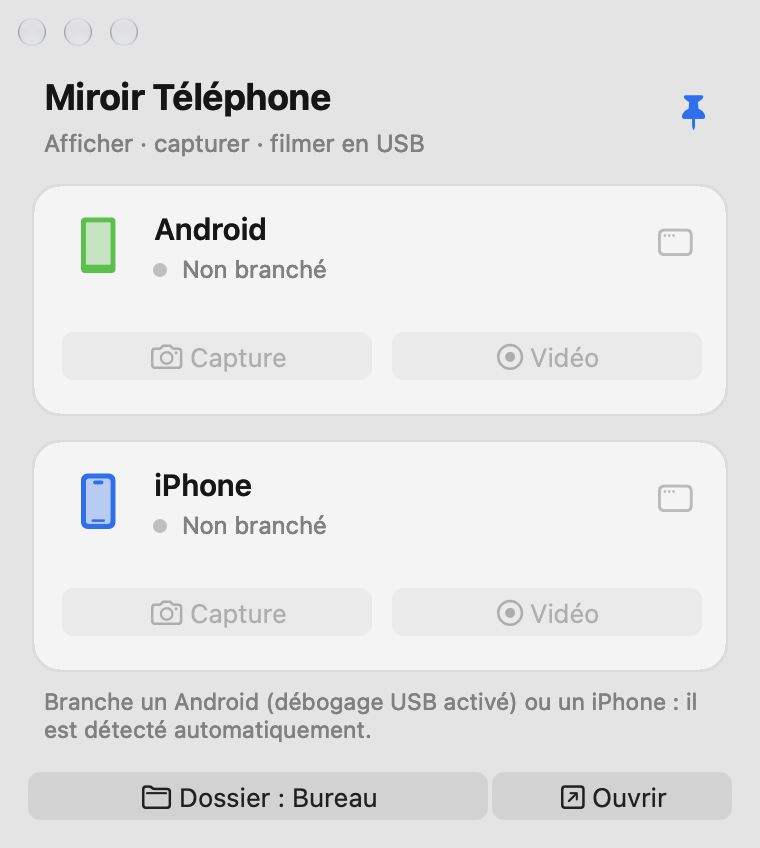 Miroir Téléphone
Afficher · capturer · filmer en USB
Android
Non branché
Capture
Vidéo
iPhone
Non branché
Capture
Vidéo
Branche un Android (débogage USB activé) ou un iPhone : il
est détecté automatiquement.
Dossier : Bureau
Ouvrir